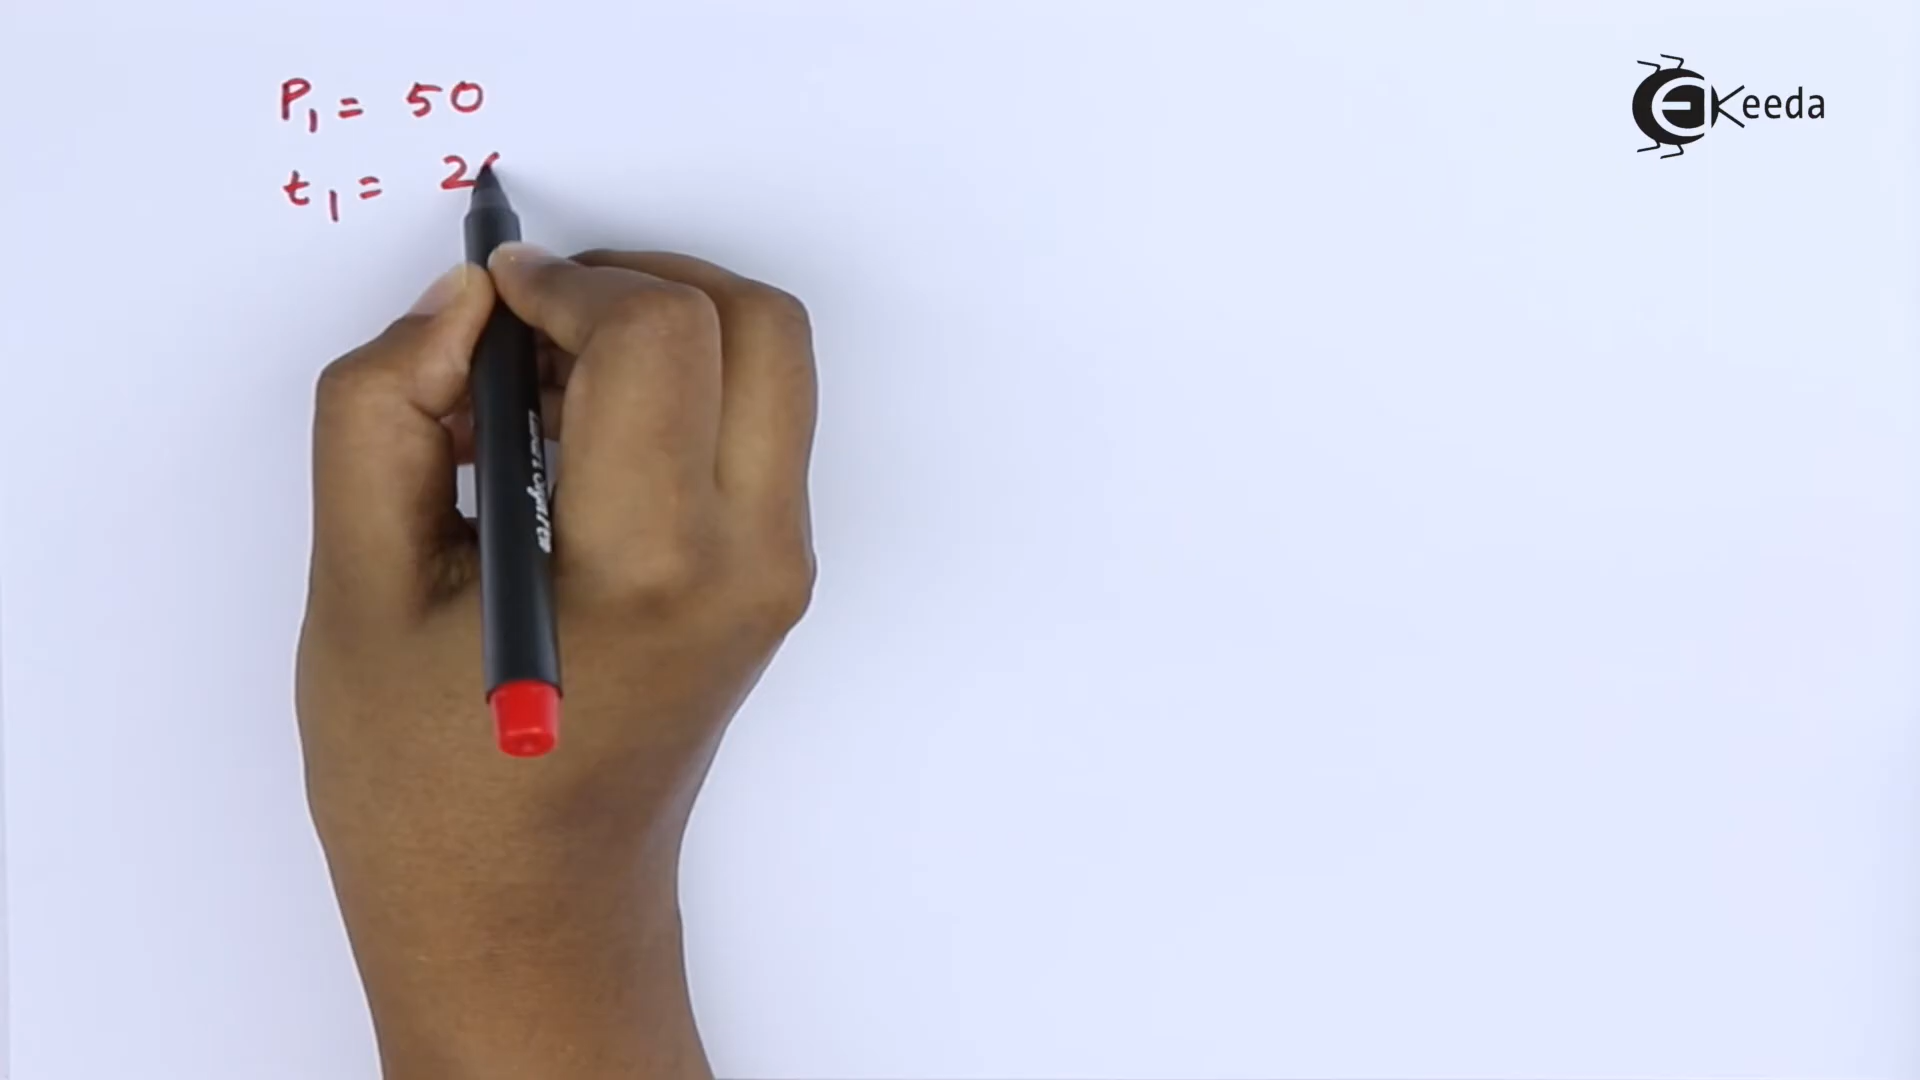 P₁ = 50
t₁ = 2
Keeda